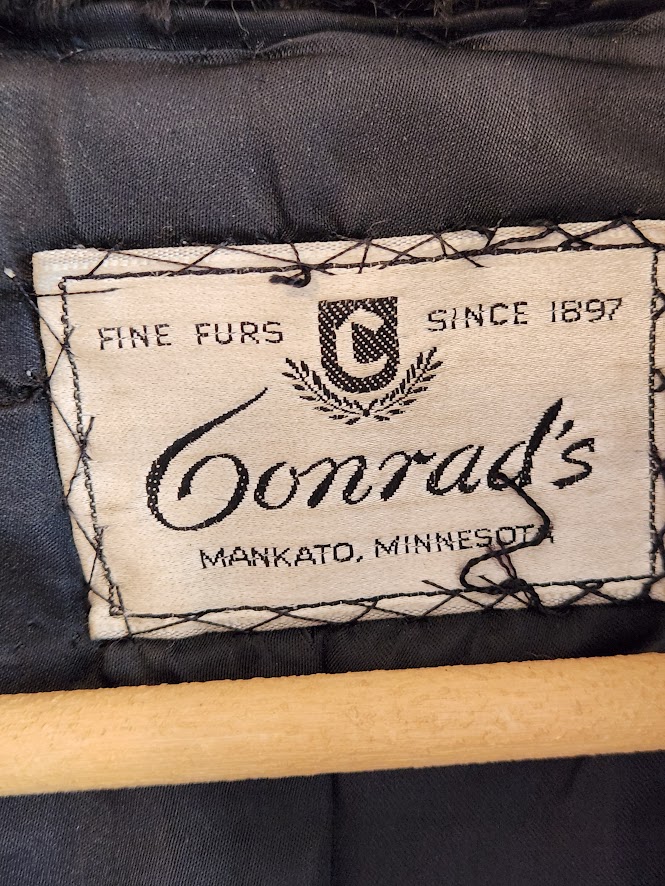 FINE FURS C SINCE 1897
Conrad's
MANKATO, MINNESOTA